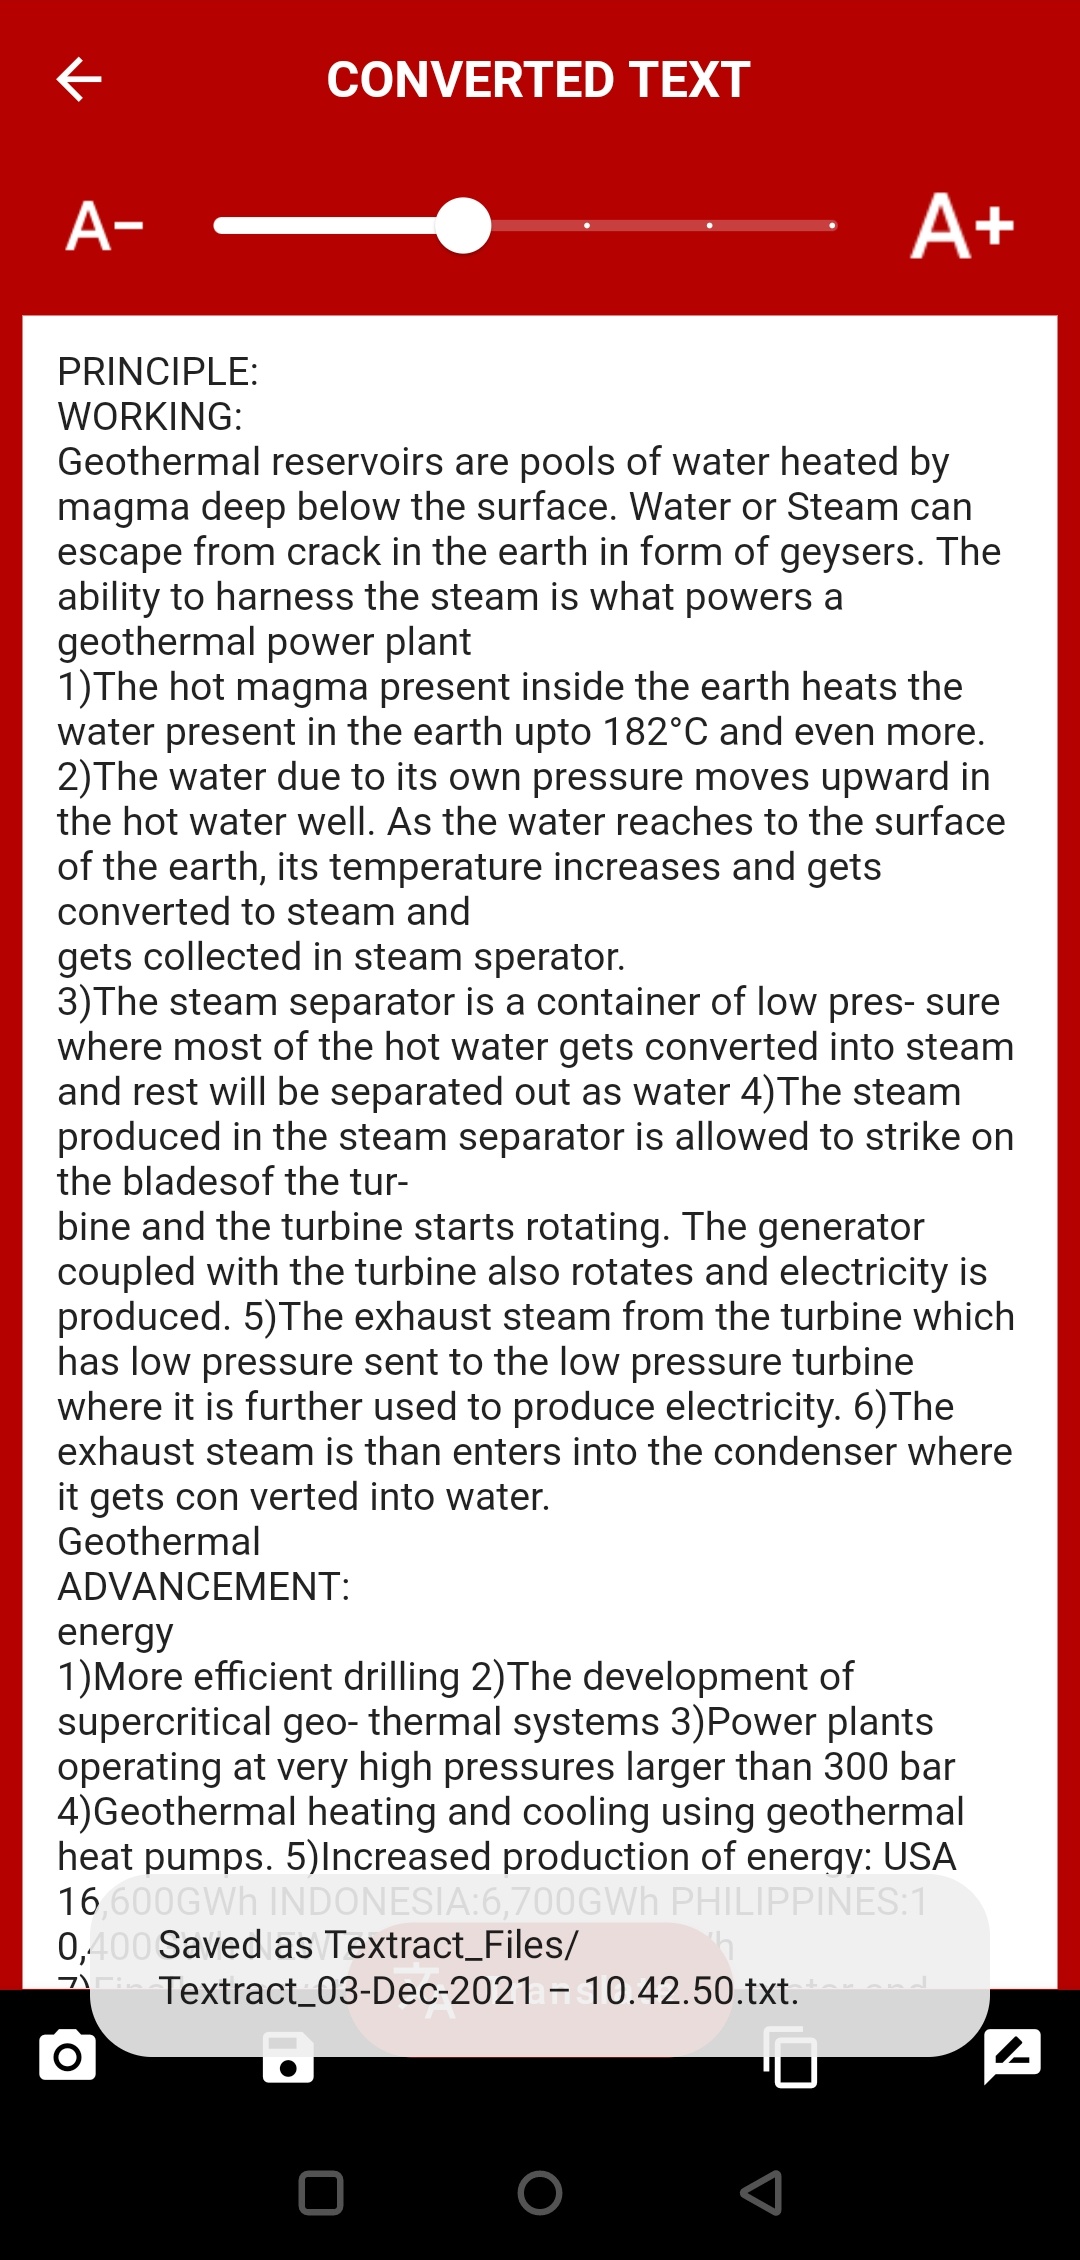 CONVERTED TEXT
A- A+
PRINCIPLE:
WORKING:
Geothermal reservoirs are pools of water heated by
magma deep below the surface. Water or Steam can
escape from crack in the earth in form of geysers. The
ability to harness the steam is what powers a
geothermal power plant
1)The hot magma present inside the earth heats the
water present in the earth upto 182°C and even more.
2)The water due to its own pressure moves upward in
the hot water well. As the water reaches to the surface
of the earth, its temperature increases and gets
converted to steam and
gets collected in steam sperator.
3)The steam separator is a container of low pres- sure
where most of the hot water gets converted into steam
and rest will be separated out as water 4)The steam
produced in the steam separator is allowed to strike on
the bladesof the tur-
bine and the turbine starts rotating. The generator
coupled with the turbine also rotates and electricity is
produced. 5)The exhaust steam from the turbine which
has low pressure sent to the low pressure turbine
where it is further used to produce electricity. 6)The
exhaust steam is than enters into the condenser where
it gets con verted into water.
Geothermal
ADVANCEMENT:
energy
1)More efficient drilling 2)The development of
supercritical geo- thermal systems 3)Power plants
operating at very high pressures larger than 300 bar
4)Geothermal heating and cooling using geothermal
heat pumps. 5)Increased production of energy: USA
16,600GWh INDONESIA:6,700GWh PHILIPPINES:1
0,400GWh NEW
7)
Saved as Textract_Files/
Textract_03-Dec-2021 – 10.42.50.txt.
Translate